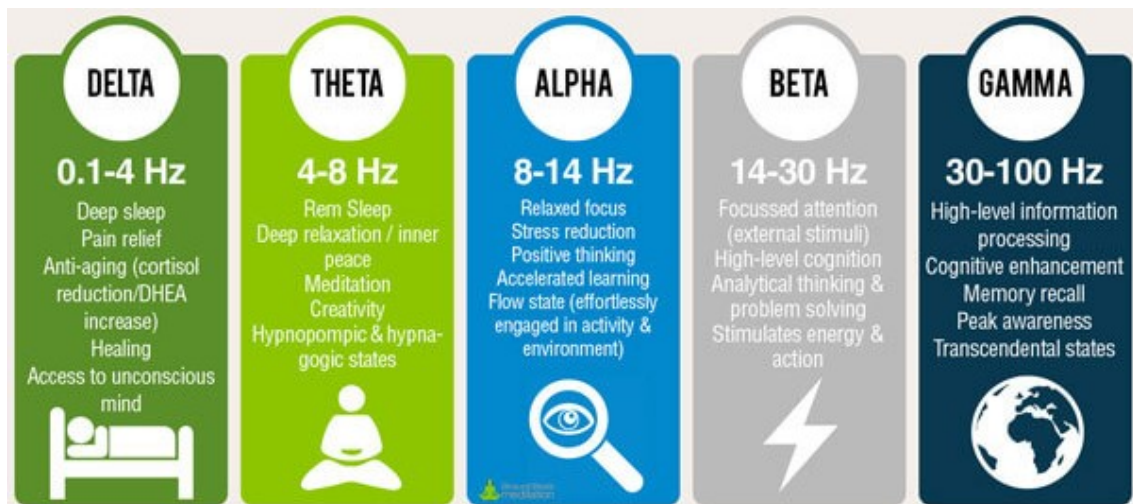 DELTA
0.1-4 Hz
Deep sleep
Pain relief
Anti-aging (cortisol
reduction/DHEA
increase)
Healing
Access to unconscious
mind
THETA
4-8 Hz
Rem Sleep
Deep relaxation / inner
peace
Meditation
Creativity
Hypnopompic & hypna-
gogic states
ALPHA
8-14 Hz
Relaxed focus
Stress reduction
Positive thinking
Accelerated learning
Flow state (effortlessly
engaged in activity &
environment)
meditation
BETA
14-30 Hz
Focussed attention
(external stimuli)
High-level cognition
Analytical thinking &
problem solving
Stimulates energy &
action
GAMMA
30-100 Hz
High-level information
processing
Cognitive enhancement
Memory recall
Peak awareness
Transcendental states